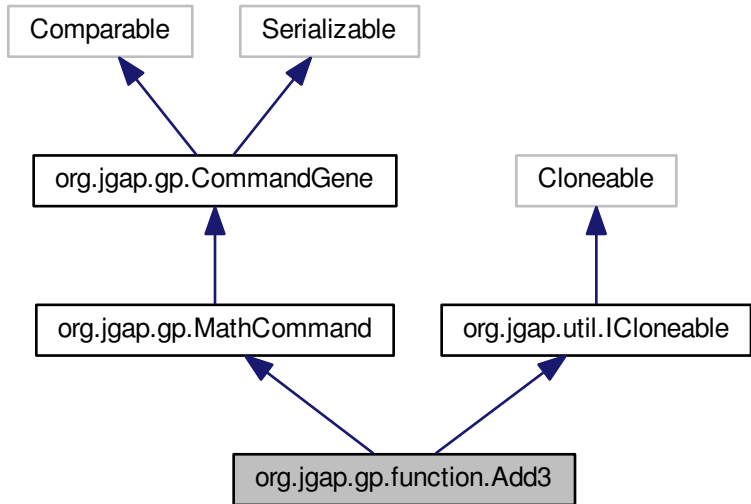 Comparable
Serializable
org.jgap.gp.CommandGene
Cloneable
org.jgap.gp.MathCommand
org.jgap.util.ICloneable
org.jgap.gp.function.Add3